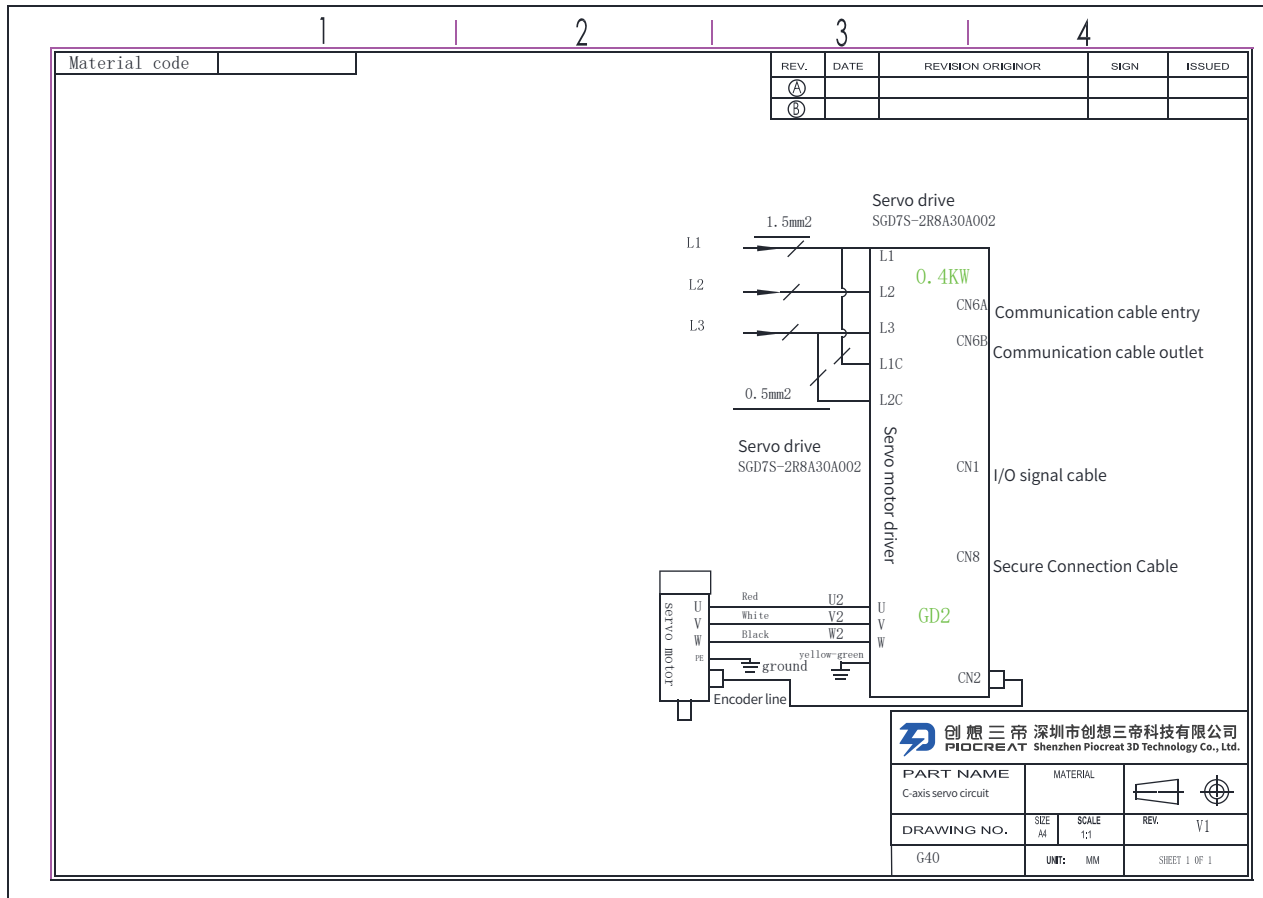 1 2 3 4
Material code
REV. DATE REVISION ORIGINOR SIGN ISSUED
A
B
Servo drive
SGD7S-2R8A30A002
1.5mm2
L1
L1
0.4KW
L2
L2
CN6A
Communication cable entry
L3
L3
CN6B
Communication cable outlet
L1C
0.5mm2
L2C
Servo drive
SGD7S-2R8A30A002
Servo motor driver
CN1
I/O signal cable
CN8
Secure Connection Cable
servo motor
U Red U2 U
GD2
V White V2 V
W Black W2 W
PE
yellow-green
ground
CN2
Encoder line
创想三帝 深圳市创想三帝科技有限公司
PIOCREAT Shenzhen Piocreat 3D Technology Co., Ltd.
PART NAME
MATERIAL
C-axis servo circuit
DRAWING NO.
SIZE
A4
SCALE
1:1
REV.
V1
G40
UNIT: MM
SHEET 1 OF 1